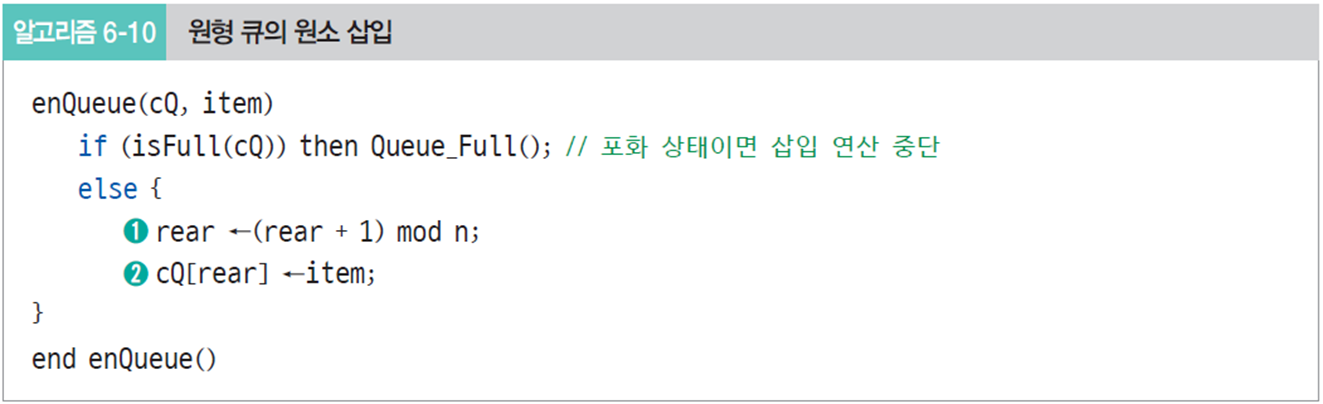 알고리즘 6-10 원형 큐의 원소 삽입
enQueue(cQ, item)
if (isFull(cQ)) then Queue_Full(); // 포화 상태이면 삽입 연산 중단
else {
❶ rear ←(rear + 1) mod n;
❷ cQ[rear] ←item;
}
end enQueue()